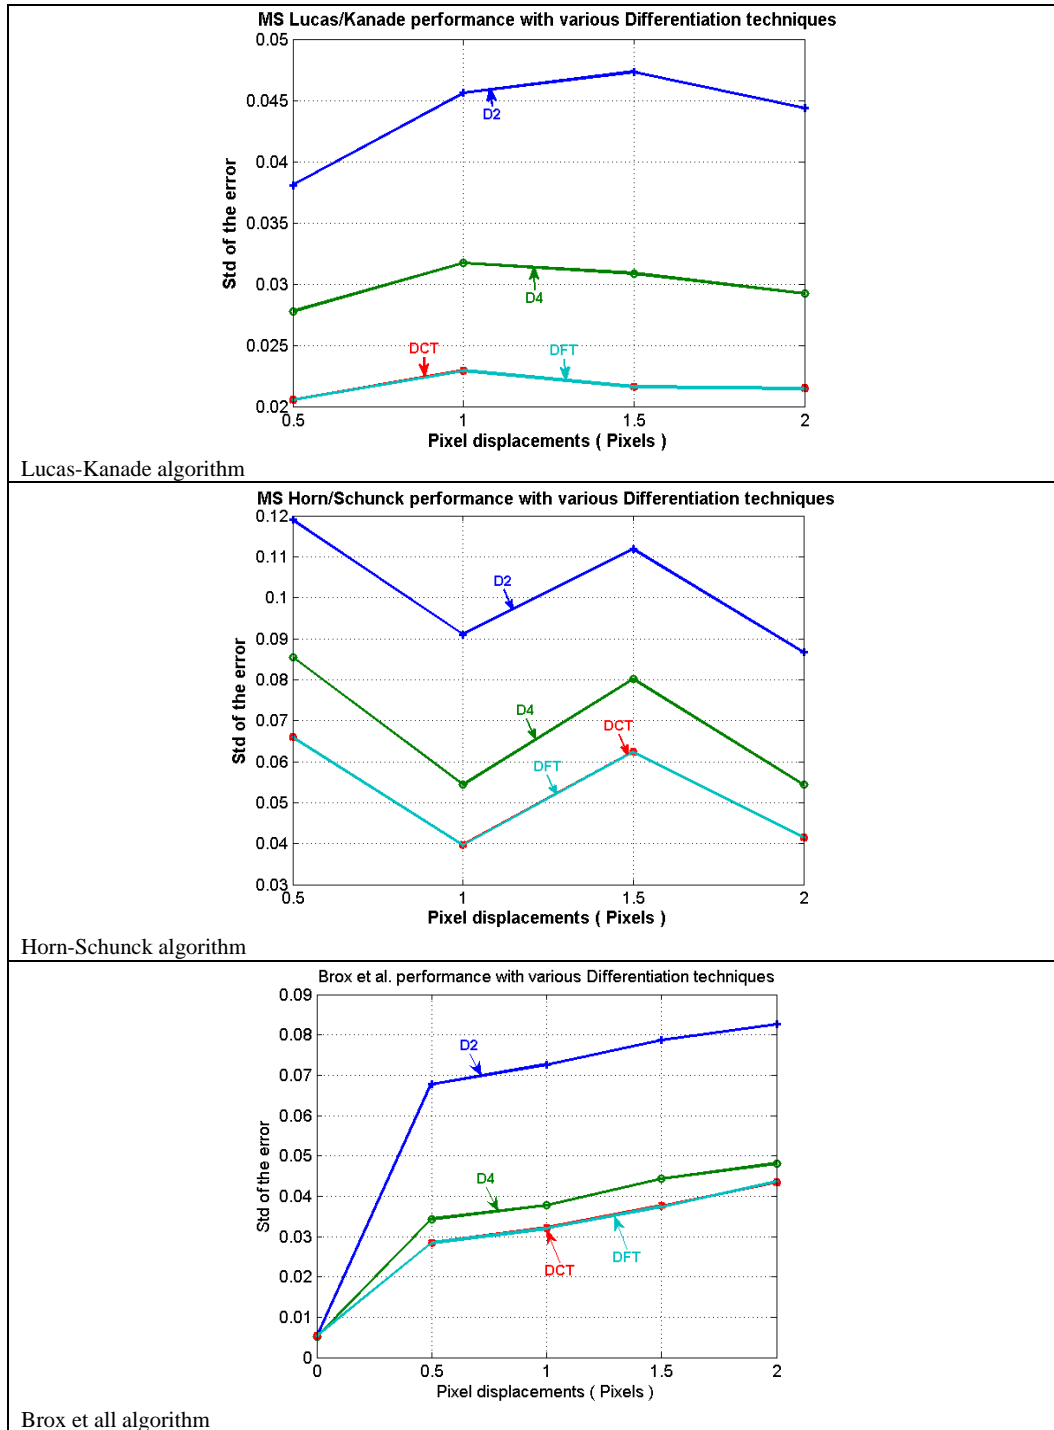 MS Lucas/Kanade performance with various Differentiation techniques
0.05
0.045
D2
0.04
0.035
Std of the error
0.03
D4
0.025
DCT
DFT
0.02
0.5
1
1.5
2
Pixel displacements ( Pixels )
Lucas-Kanade algorithm
MS Horn/Schunck performance with various Differentiation techniques
0.12
0.11
D2
0.1
0.09
0.08
Std of the error
0.07
D4
DCT
0.06
DFT
0.05
0.04
0.03
0.5
1
1.5
2
Pixel displacements ( Pixels )
Horn-Schunck algorithm
Brox et al. performance with various Differentiation techniques
0.09
0.08
D2
0.07
0.06
0.05
Std of the error
D4
0.04
0.03
DFT
DCT
0.02
0.01
0
0
0.5
1
1.5
2
Pixel displacements ( Pixels )
Brox et all algorithm